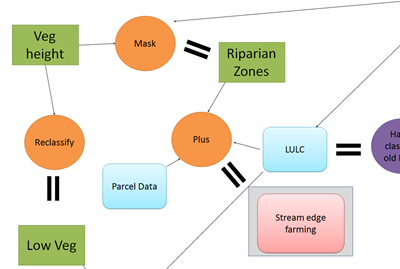 Veg
height
Mask
Riparian
Zones
Reclassify
Plus
LULC
Parcel Data
Stream edge
farming
Low Veg